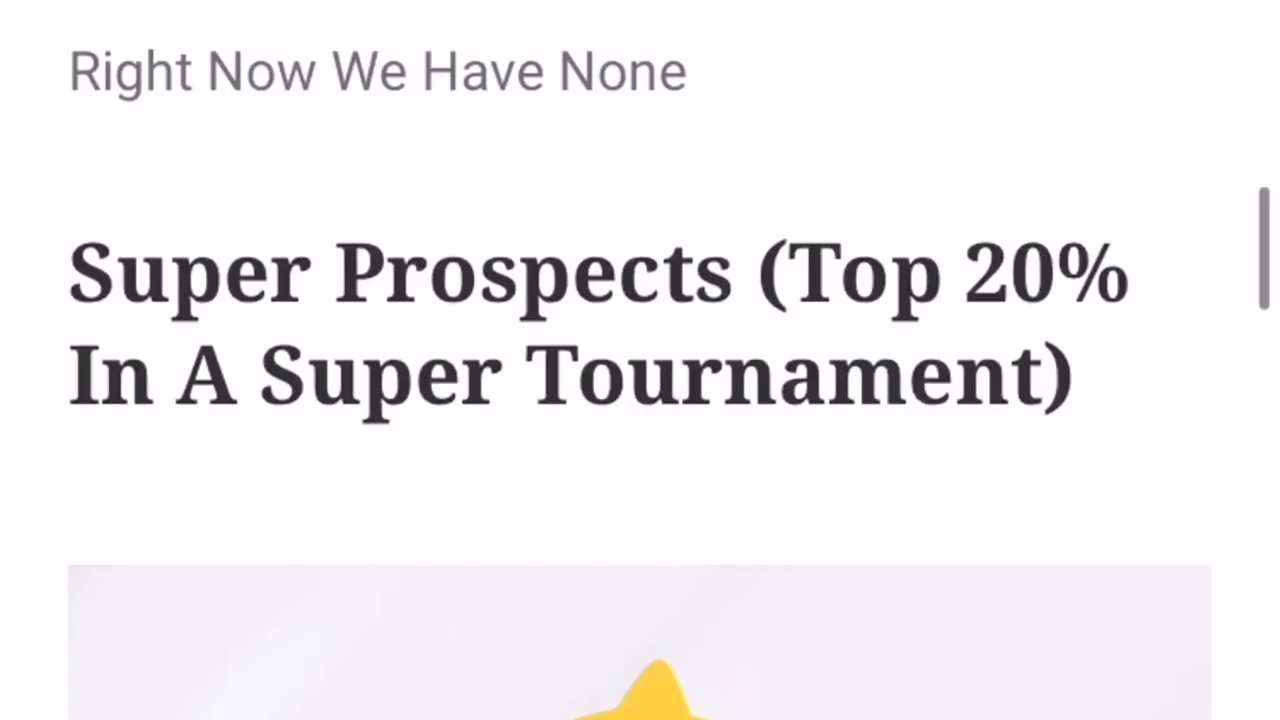 Right Now We Have None
Super Prospects (Top 20%
In A Super Tournament)